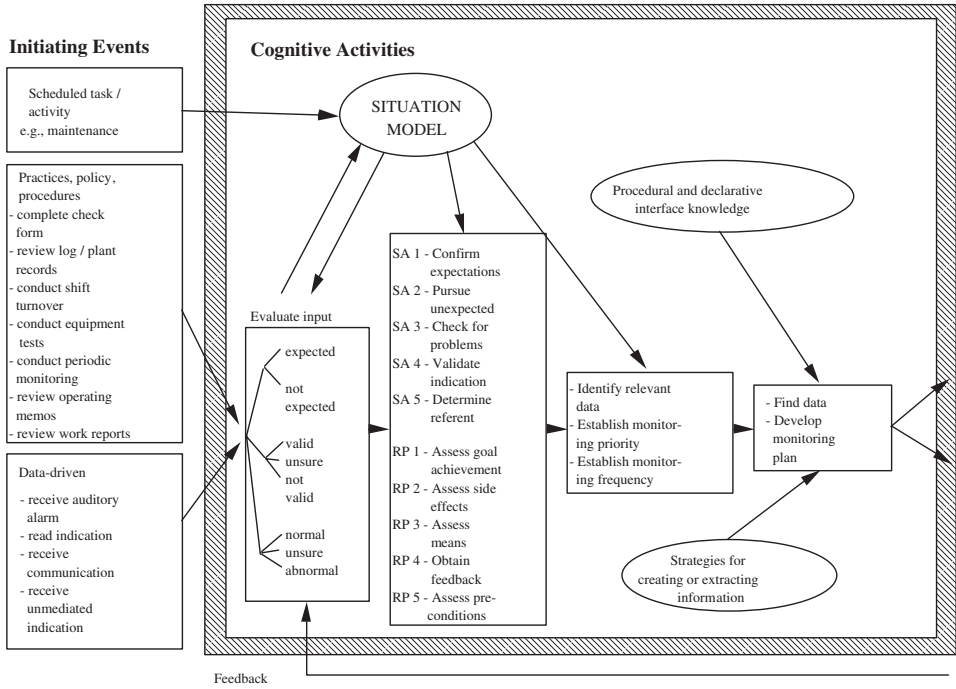 Initiating Events
Scheduled task /
activity
e.g., maintenance
Practices, policy,
procedures
- complete check
form
- review log / plant
records
- conduct shift
turnover
- conduct equipment
tests
- conduct periodic
monitoring
- review operating
memos
- review work reports
Data-driven
- receive auditory
alarm
- read indication
- receive
communication
- receive
unmediated
indication
Cognitive Activities
SITUATION
MODEL
Evaluate input
expected
not
expected
valid
unsure
not
valid
normal
unsure
abnormal
SA 1 - Confirm
expectations
SA 2 - Pursue
unexpected
SA 3 - Check for
problems
SA 4 - Validate
indication
SA 5 - Determine
referent
RP 1 - Assess goal
achievement
RP 2 - Assess side
effects
RP 3 - Assess
means
RP 4 - Obtain
feedback
RP 5 - Assess pre-
conditions
- Identify relevant
data
- Establish monitor-
ing priority
- Establish monitor-
ing frequency
Procedural and declarative
interface knowledge
- Find data
- Develop
monitoring
plan
Strategies for
creating or extracting
information
Feedback